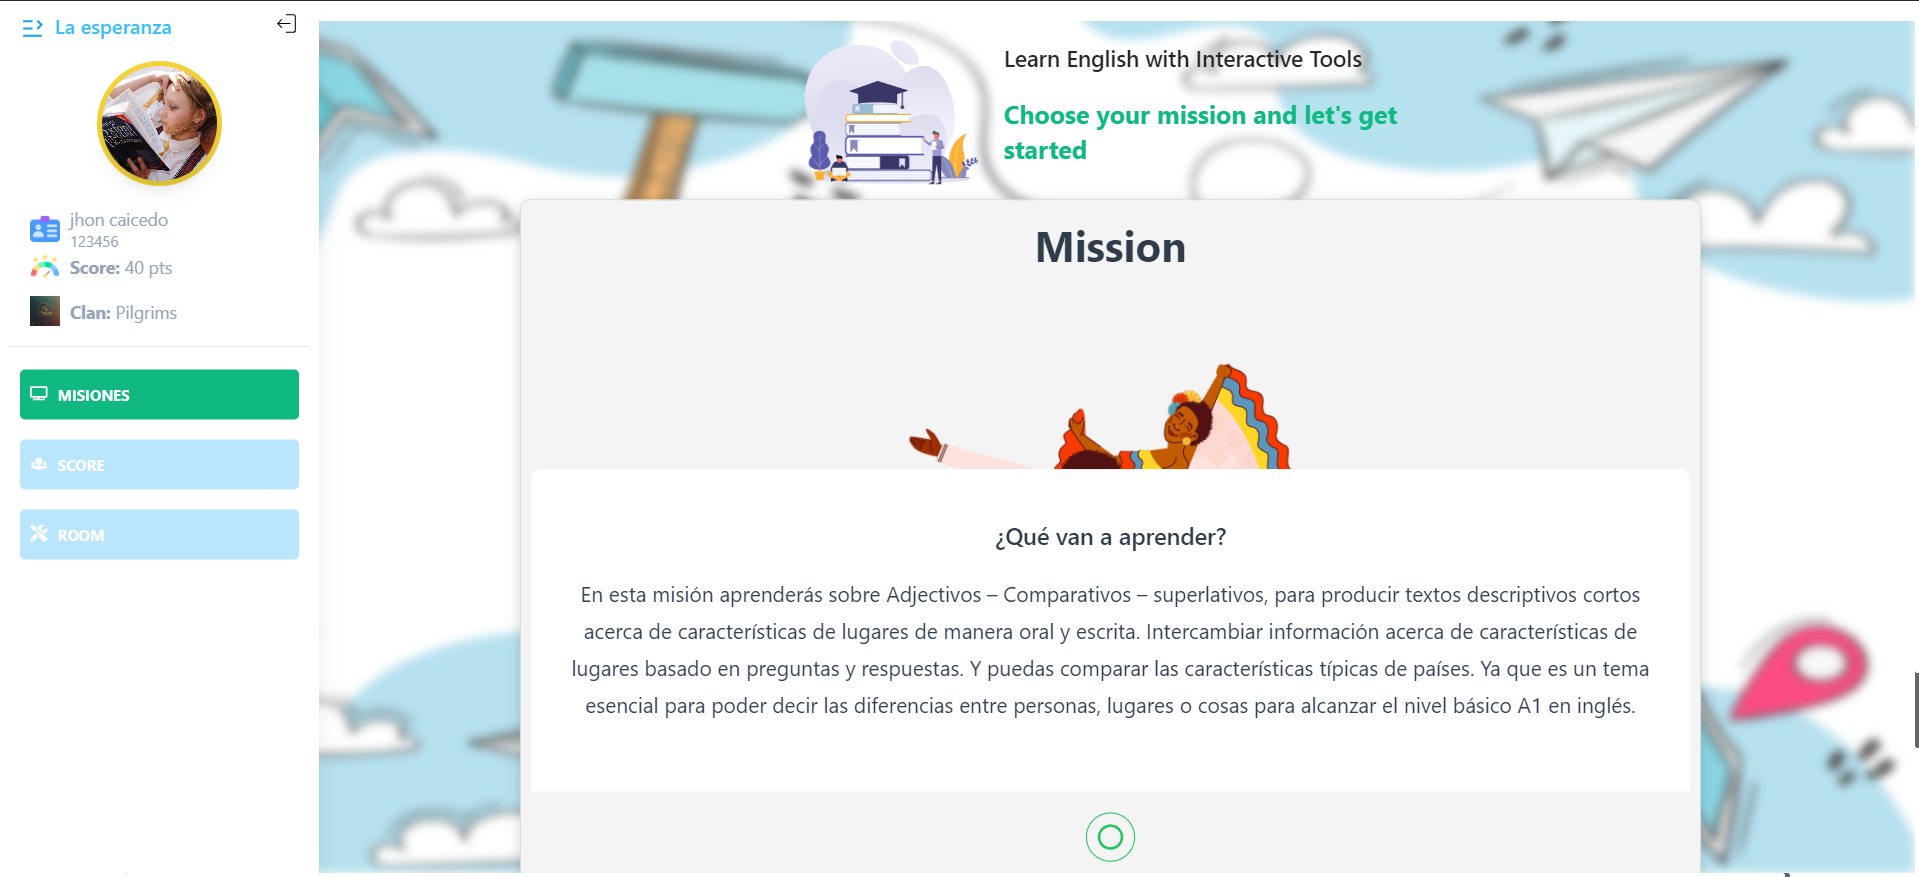 La esperanza
Oxford
jhon caicedo
123456
Score: 40 pts
Clan: Pilgrims
MISIONES
SCORE
ROOM
Learn English with Interactive Tools
Choose your mission and let's get
started
Mission
¿Qué van a aprender?
En esta misión aprenderás sobre Adjectivos – Comparativos – superlativos, para producir textos descriptivos cortos
acerca de características de lugares de manera oral y escrita. Intercambiar información acerca de características de
lugares basado en preguntas y respuestas. Y puedas comparar las características típicas de países. Ya que es un tema
esencial para poder decir las diferencias entre personas, lugares o cosas para alcanzar el nivel básico A1 en inglés.